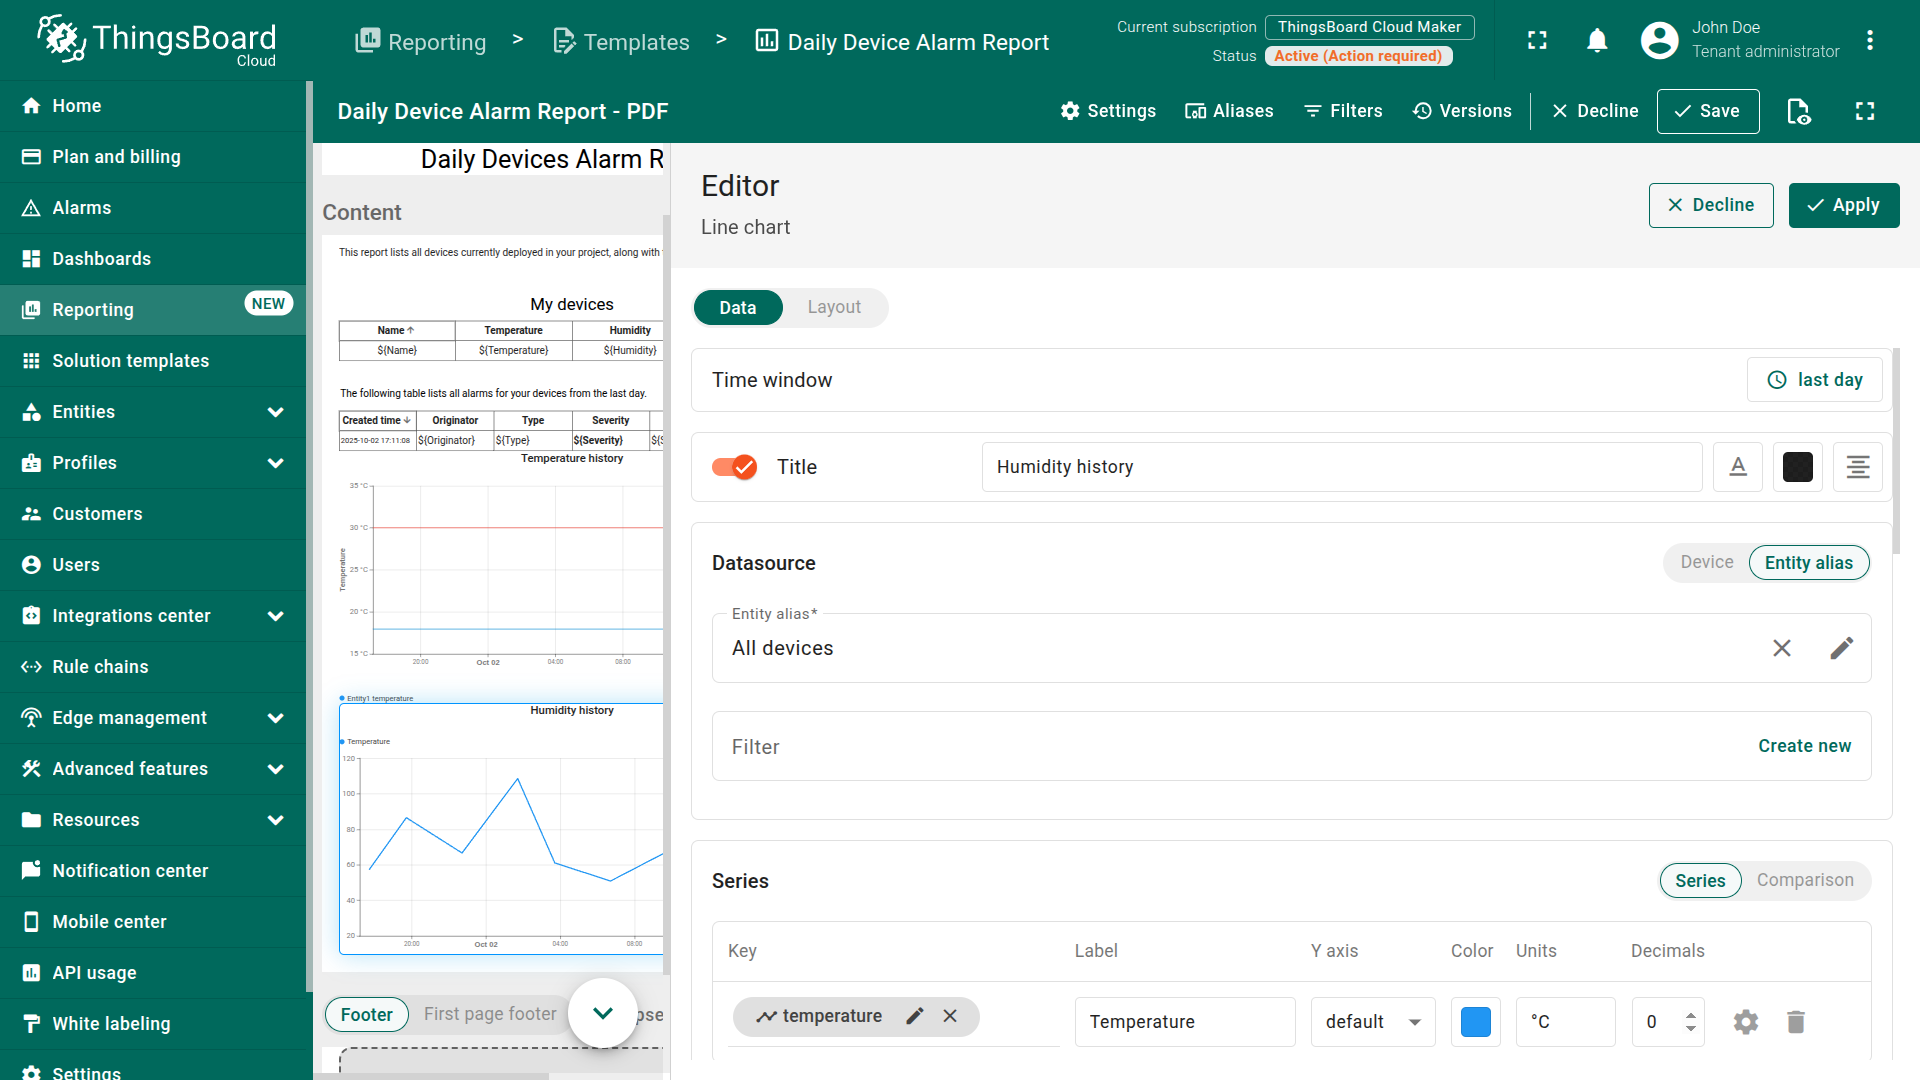 ThingsBoard
Cloud
Reporting > Templates > Daily Device Alarm Report
Current subscription ThingsBoard Cloud Maker
Status Active (Action required)
John Doe
Tenant administrator
Home
Plan and billing
Alarms
Dashboards
Reporting NEW
Solution templates
Entities
Profiles
Customers
Users
Integrations center
Rule chains
Edge management
Advanced features
Resources
Notification center
Mobile center
API usage
White labeling
Settings
Daily Device Alarm Report - PDF
Settings Aliases Filters Versions Decline Save
Daily Devices Alarm R
Content
This report lists all devices currently deployed in your project, along with
My devices
Name Temperature Humidity
${Name} ${Temperature} ${Humidity}
The following table lists all alarms for your devices from the last day.
Created time Originator Type Severity
2025-10-02 17:11:08 ${Originator} ${Type} ${Severity} ${S
Temperature history
35 °C
30 °C
25 °C
20 °C
15 °C
Temperature
20:00 Oct 02 04:00 08:00
Entity1 temperature
Humidity history
Temperature
120
100
80
60
40
20
20:00 Oct 02 04:00 08:00
Footer First page footer pse
Editor
Line chart
Decline Apply
Data Layout
Time window last day
Title Humidity history
Datasource Device Entity alias
Entity alias*
All devices
Filter Create new
Series Series Comparison
Key Label Y axis Color Units Decimals
temperature Temperature default °C 0